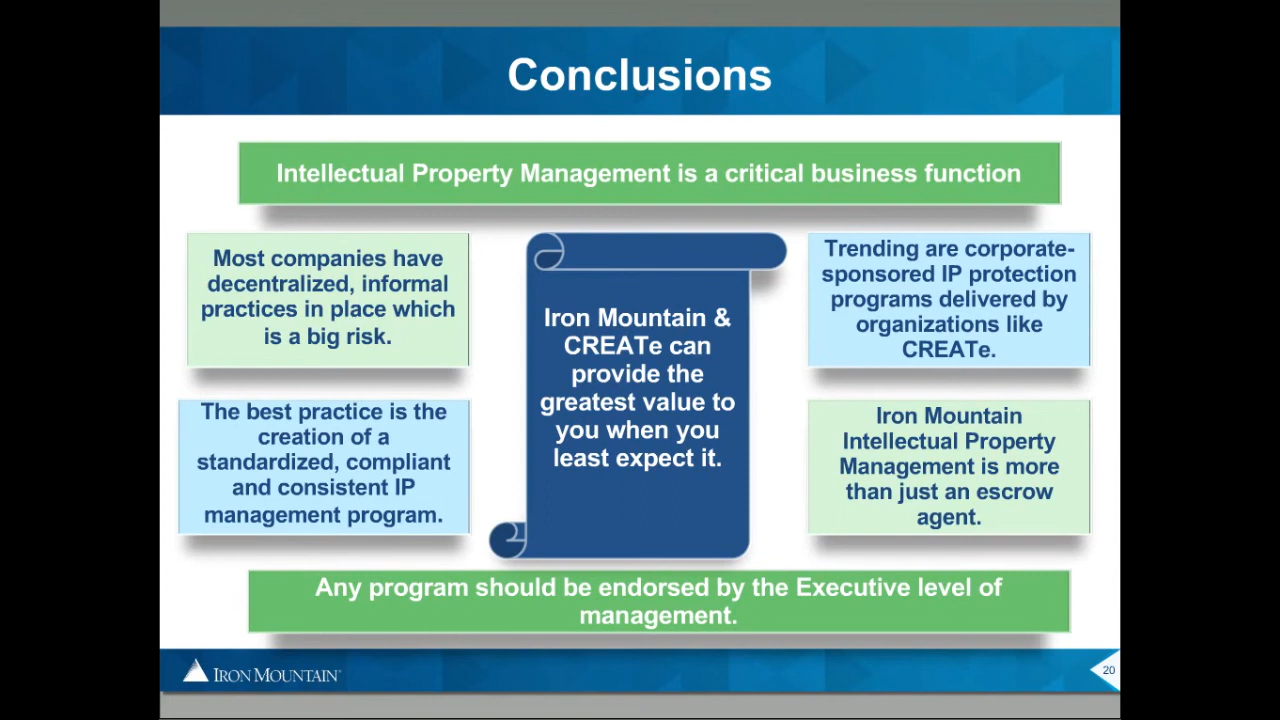 Conclusions
Intellectual Property Management is a critical business function
Most companies have
decentralized, informal
practices in place which
is a big risk.
The best practice is the
creation of a
standardized, compliant
and consistent IP
management program.
Iron Mountain &
CREATe can
provide the
greatest value to
you when you
least expect it.
Trending are corporate-
sponsored IP protection
programs delivered by
organizations like
CREATe.
Iron Mountain
Intellectual Property
Management is more
than just an escrow
agent.
Any program should be endorsed by the Executive level of
management.
IRON MOUNTAIN®
20